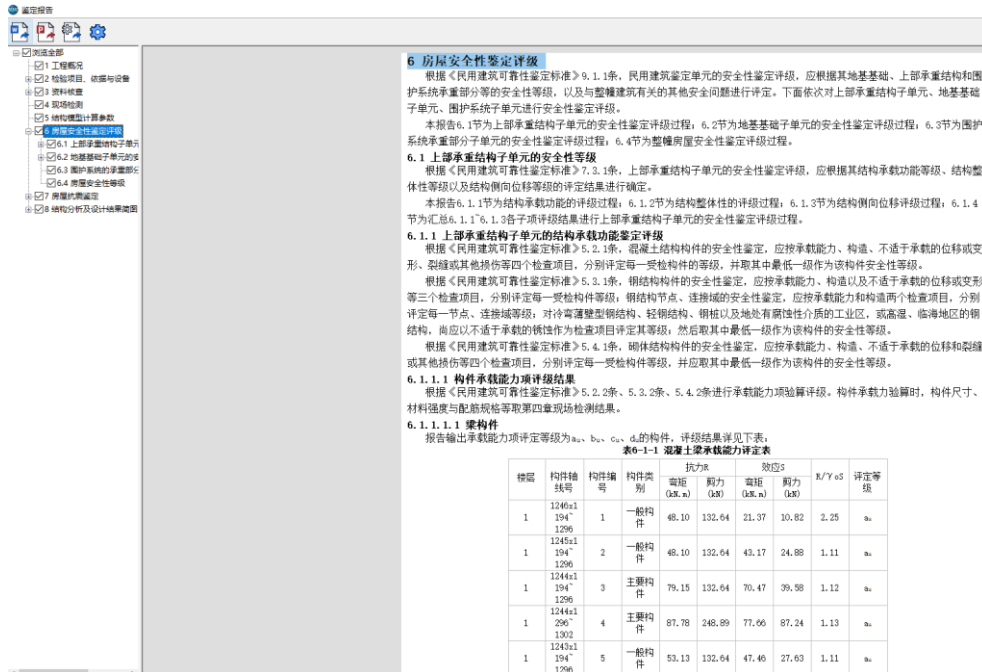 鉴定报告
浏览全部
1 工程概况
2 检验项目、依据与设备
3 资料核查
4 现场检测
5 结构模型计算参数
6 房屋安全性鉴定评级
6.1 上部承重结构子单元
6.2 地基基础子单元的安
6.3 围护系统的承重部分
6.4 房屋安全性等级
7 房屋抗震鉴定
8 结构分析及设计结果简图
6 房屋安全性鉴定评级
根据《民用建筑可靠性鉴定标准》9.1.1条，民用建筑鉴定单元的安全性鉴定评级，应根据其地基基础、上部承重结构和围
护系统承重部分等的安全性等级，以及与整幢建筑有关的其他安全问题进行评定。下面依次对上部承重结构子单元、地基基础
子单元、围护系统子单元进行安全性鉴定评级。
本报告6.1节为上部承重结构子单元的安全性评级过程；6.2节为地基基础子单元的安全性评级过程；6.3节为围护
系统承重部分子单元的安全性鉴定评级过程；6.4节为整幢房屋安全性鉴定评级过程。
6.1 上部承重结构子单元的安全性等级
根据《民用建筑可靠性鉴定标准》7.3.1条，上部承重结构子单元的安全性鉴定评级，应根据其结构承载功能等级、结构整
体性等级以及结构侧向位移等级的评定结果进行确定。
本报告6.1.1节为结构承载功能的评级过程；6.1.2节为结构整体性的评级过程；6.1.3节为结构侧向位移评级过程；6.1.4
节为汇总6.1.1~6.1.3各子项评级结果进行上部承重结构子单元的安全性鉴定评级过程。
6.1.1 上部承重结构子单元的结构承载功能鉴定评级
根据《民用建筑可靠性鉴定标准》5.2.1条，混凝土结构构件的安全性鉴定，应按承载能力、构造、不适于承载的位移或变
形、裂缝或其他损伤等四个检查项目，分别评定每一受检构件的等级，并取其中最低一级作为该构件安全性等级。
根据《民用建筑可靠性鉴定标准》5.3.1条，钢结构构件的安全性鉴定，应按承载能力、构造以及不适于承载的位移或变形
等三个检查项目，分别评定每一受检构件等级；钢结构节点、连接域的安全性鉴定，应按承载能力和构造两个检查项目，分别
评定每一节点、连接域等级；对冷弯薄壁型钢结构、轻钢结构、钢桩以及地处有腐蚀性介质的工业区，或高湿、临海地区的钢
结构，尚应以不适于承载的锈蚀作为检查项目评定其等级；然后取其中最低一级作为该构件的安全性等级。
根据《民用建筑可靠性鉴定标准》5.4.1条，砌体结构构件的安全性鉴定，应按承载能力、构造、不适于承载的位移和裂缝
或其他损伤等四个检查项目，分别评定每一受检构件等级，并应取其中最低一级作为该构件的安全性等级。
6.1.1.1 构件承载能力项评级结果
根据《民用建筑可靠性鉴定标准》5.2.2条、5.3.2条、5.4.2条进行承载能力项验算评级。构件承载力验算时，构件尺寸、
材料强度与配筋规格等取第四章现场检测结果。
6.1.1.1.1 梁构件
报告输出承载能力项评定等级为aᵤ、bᵤ、cᵤ、dᵤ的构件，评级结果详见下表：
表6-1-1 混凝土梁承载能力评定表
楼层 构件轴线号 构件编号 构件类别 抗力R 效应S R/γoS 评定等级
弯矩(kN.m) 剪力(kN) 弯矩(kN.m) 剪力(kN)
1 1246x1194~1296 1 一般构件 48.10 132.64 21.37 10.82 2.25 aᵤ
1 1245x1194~1296 2 一般构件 48.10 132.64 43.17 24.88 1.11 aᵤ
1 1244x1194~1296 3 主要构件 79.15 132.64 70.47 39.58 1.12 aᵤ
1 1244x1296~1302 4 主要构件 87.78 248.89 77.66 87.24 1.13 aᵤ
1 1243x1194~1296 5 一般构件 53.13 132.64 47.46 27.63 1.11 aᵤ